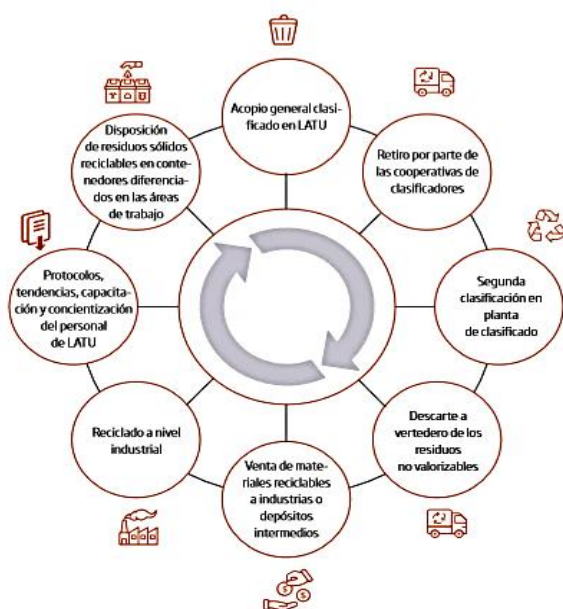 Acopio general clasi-
ficado en LATU
Retiro por parte de
las cooperativas de
clasificadores
Segunda
clasificación en
planta
de clasificado
Descarte a
vertedero de los
residuos
no valorizables
Venta de mate-
riales reciclables
a industrias o
depósitos
intermedios
Reciclado a nivel
industrial
Protocolos,
tendencias, capacita-
ción y concientización
del personal
de LATU
Disposición
de residuos sólidos
reciclables en conte-
nedores diferencia-
dos en las áreas
de trabajo